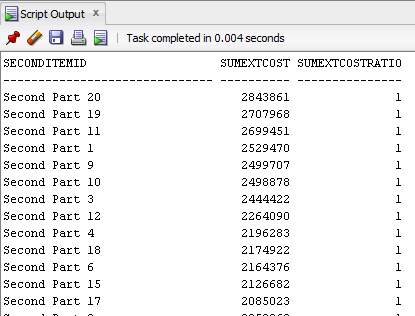 Script Output x
Task completed in 0.004 seconds
SECONDITEMID SUMEXTCOST SUMEXTCOSTRATIO
-------------------------------- ---------- ---------------
Second Part 20 2843861 1
Second Part 19 2707968 1
Second Part 11 2699451 1
Second Part 1 2529470 1
Second Part 9 2499707 1
Second Part 10 2498878 1
Second Part 3 2444422 1
Second Part 12 2264090 1
Second Part 4 2196283 1
Second Part 18 2174922 1
Second Part 6 2164376 1
Second Part 15 2126682 1
Second Part 17 2085023 1